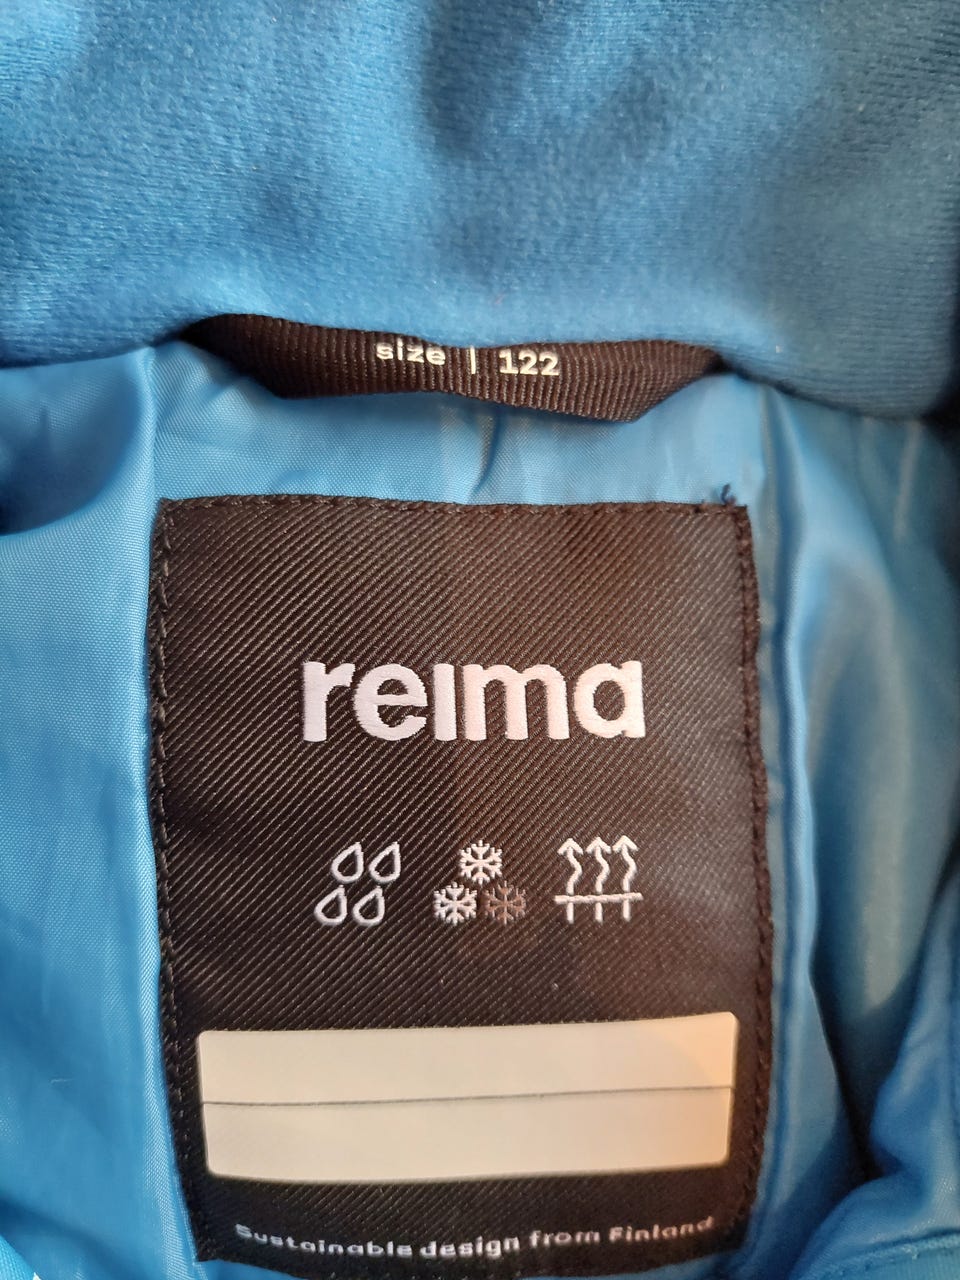 size | 122
reima
Sustainable design from Finland